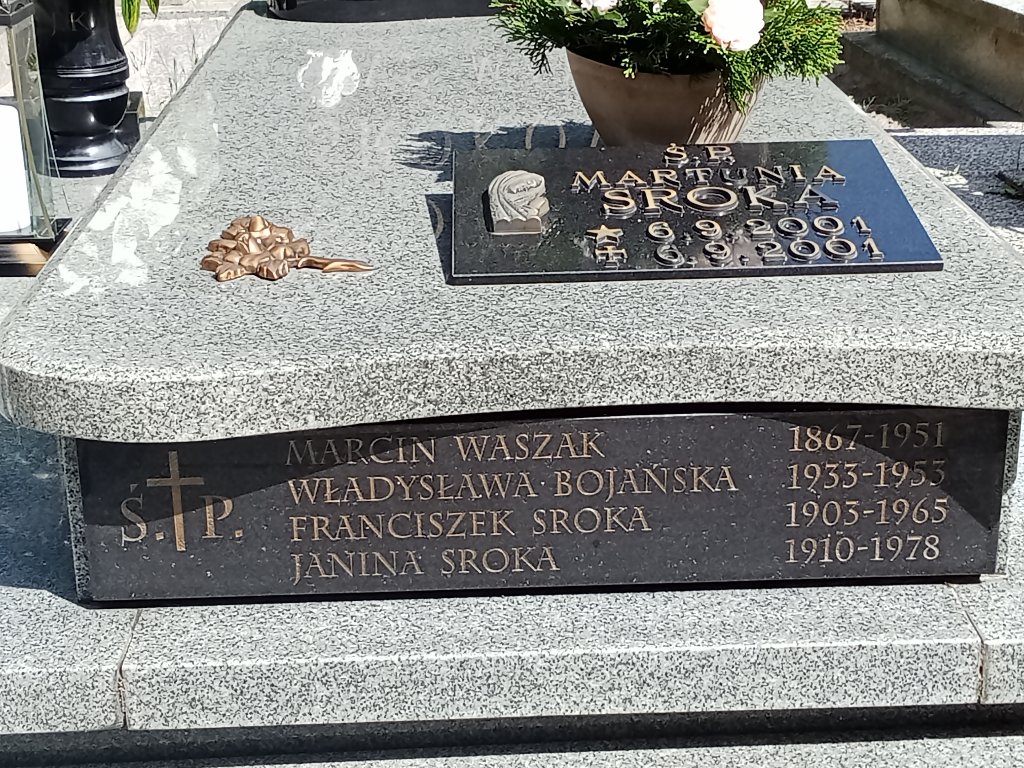 Ś.P.
MARTUNIA
SROKA
6.9.2001
6.9.2001
Ś.P.
MARCIN WASZAK 1867-1951
WŁADYSŁAWA BOJAŃSKA 1933-1953
FRANCISZEK SROKA 1903-1965
JANINA SROKA 1910-1978